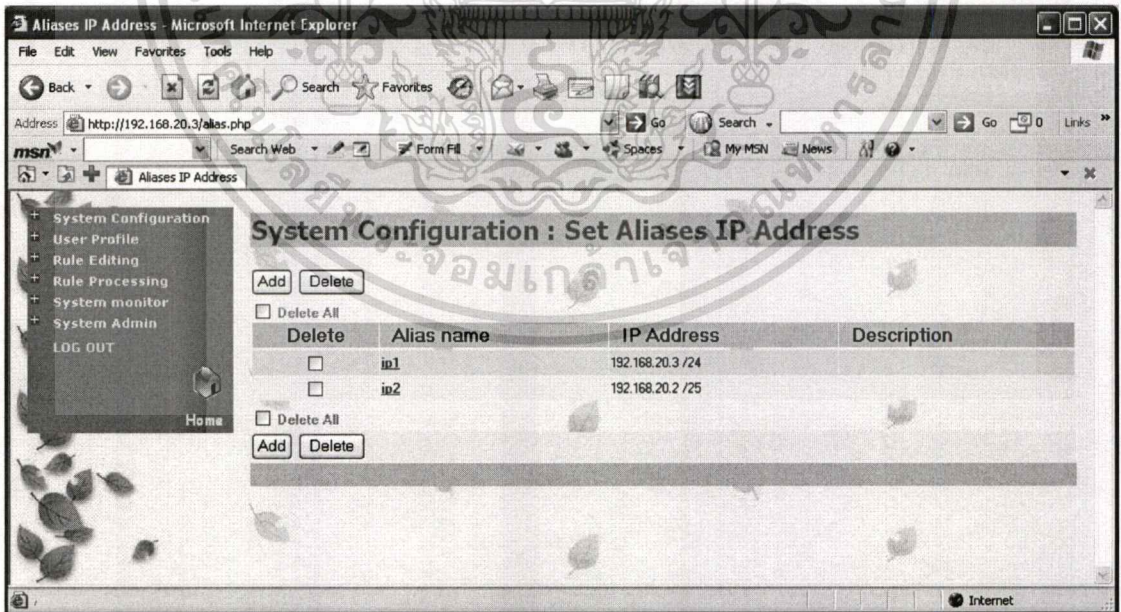 Aliases IP Address - Microsoft Internet Explorer
File Edit View Favorites Tools Help
Back Search Favorites
Address http://192.168.20.3/alias.php Go Search Go 0 Links »
msn Search Web Form Fill Spaces My MSN News
Aliases IP Address
System Configuration
User Profile
Rule Editing
Rule Processing
System monitor
System Admin
LOG OUT
Home
System Configuration : Set Aliases IP Address
Add Delete
Delete All
Delete Alias name IP Address Description
ip1 192.168.20.3 /24
ip2 192.168.20.2 /25
Delete All
Add Delete
Internet